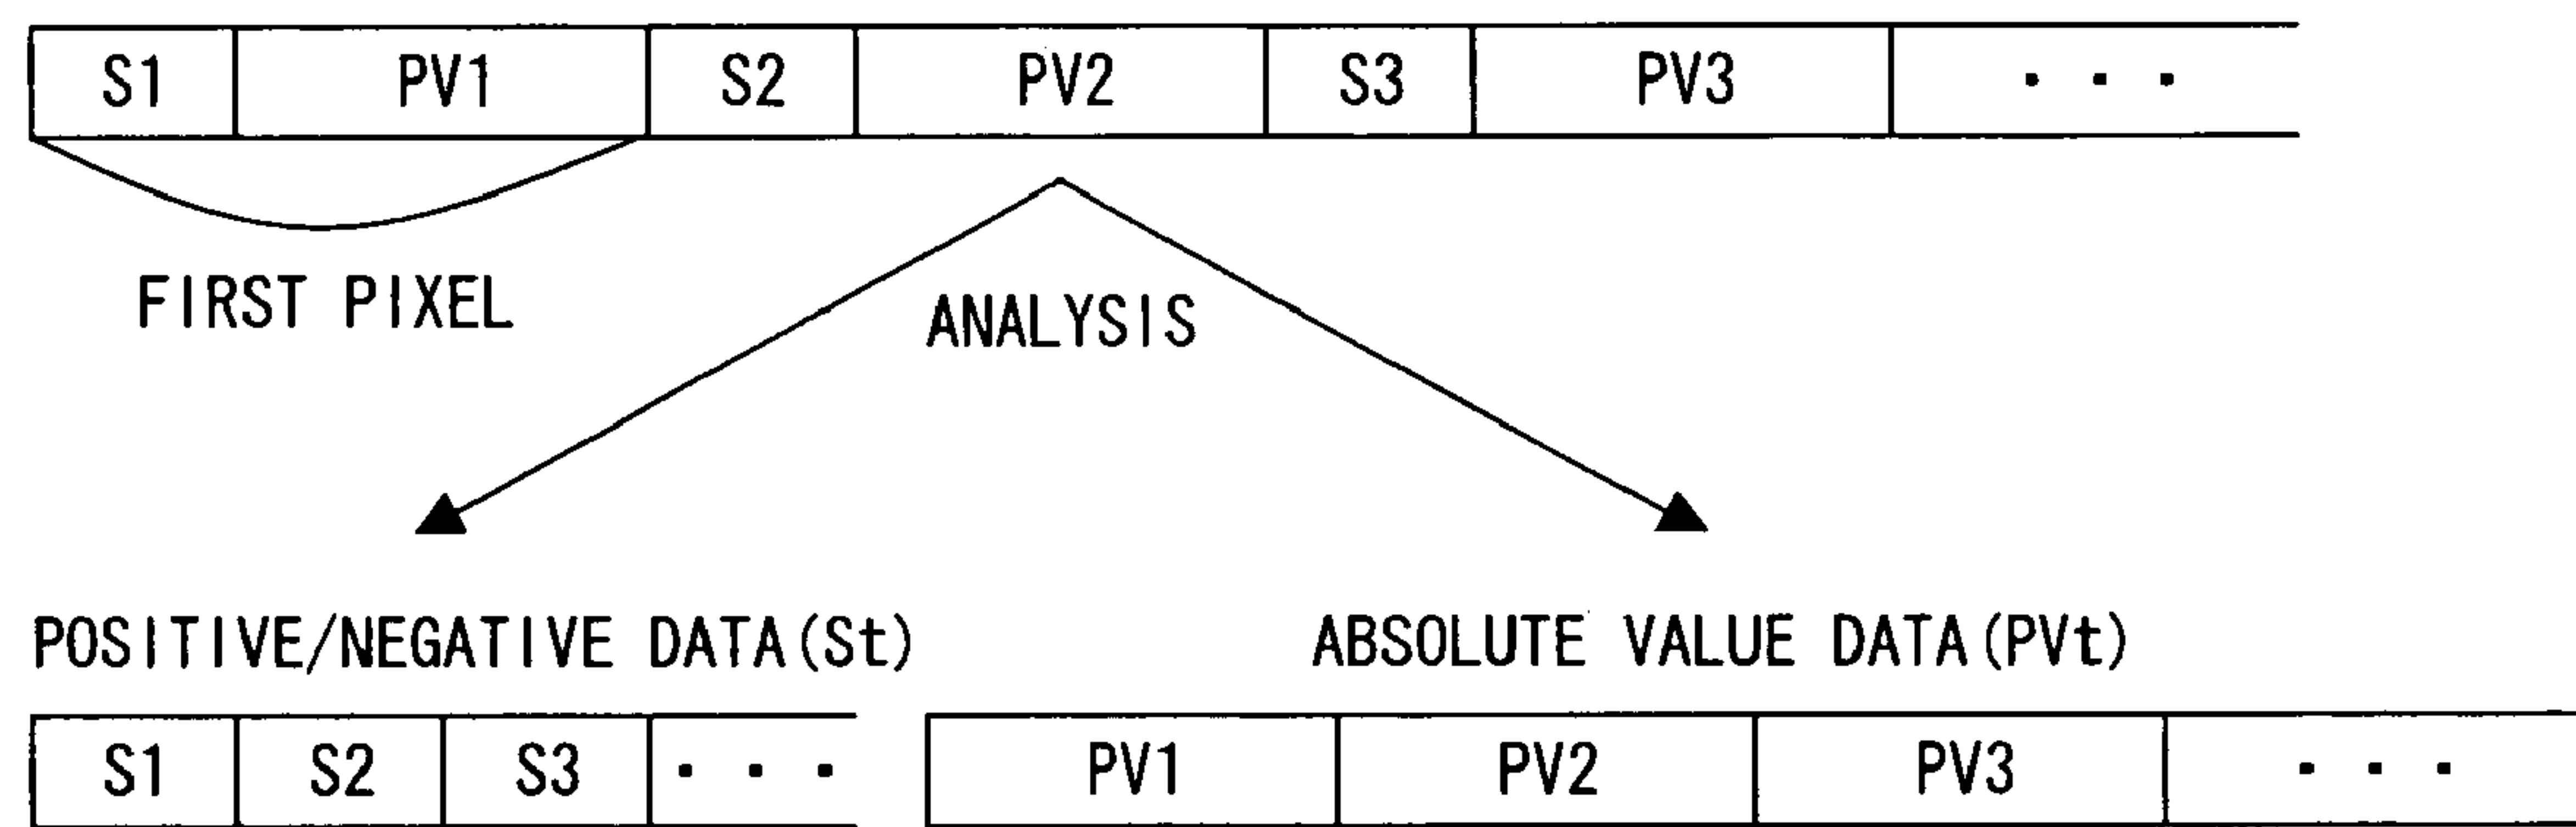 S1 PV1 S2 PV2 S3 PV3 ・・・
FIRST PIXEL
ANALYSIS
POSITIVE/NEGATIVE DATA(St) ABSOLUTE VALUE DATA(PVt)
S1 S2 S3 ・・・ PV1 PV2 PV3 ・・・